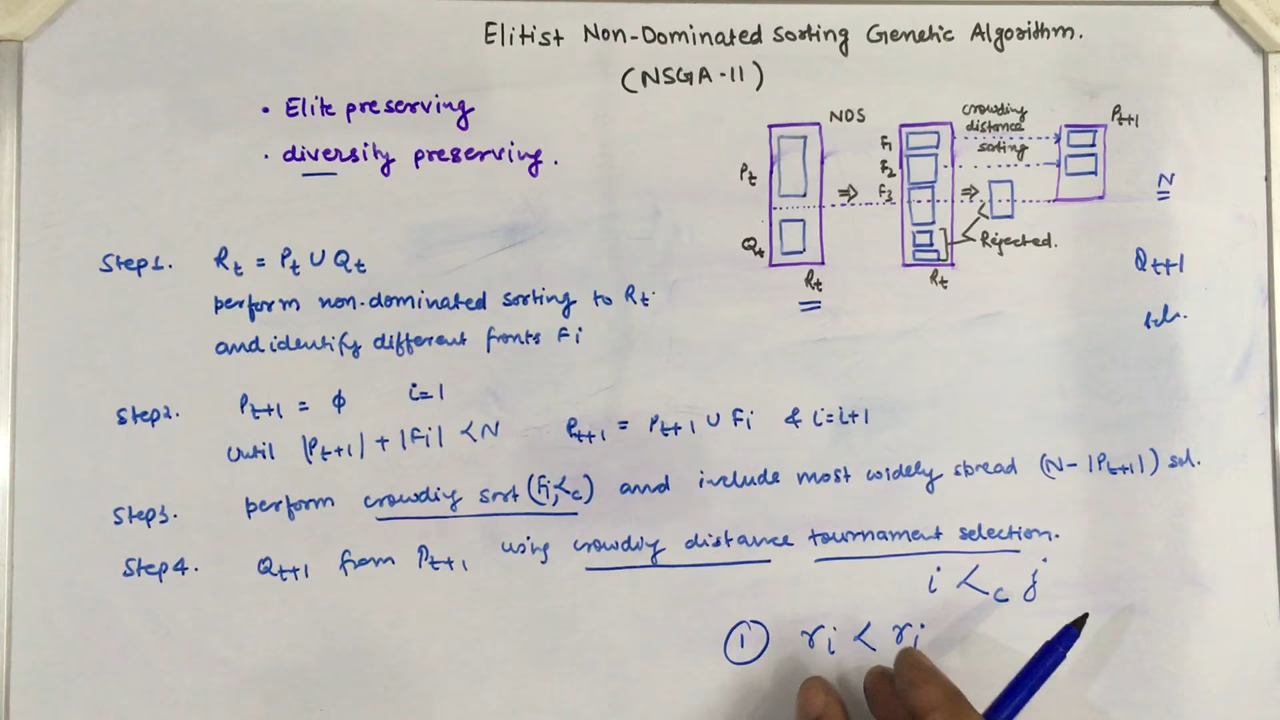 Elitist Non-Dominated Sorting Genetic Algorithm.
(NSGA-II)
• Elite preserving
• diversity preserving.
NDS
crowding
distance
sorting
Pt+1
Pt
Qt
Rt
⇒
F1
F2
F3
Rt
⇒
Rejected.
N
Qt+1
Step1. Rt = Pt ∪ Qt
perform non-dominated sorting to Rt.
and identify different fronts Fi
Step2. Pt+1 = ϕ i=1
Until |Pt+1| + |Fi| < N Pt+1 = Pt+1 ∪ Fi & i=i+1
Step3. perform crowdiy sort (Fi, <c) and include most widely spread (N - |Pt+1|) sol.
Step4. Qt+1 from Pt+1 using crowdiy distance tournament selection.
i <c j
① ri < rj